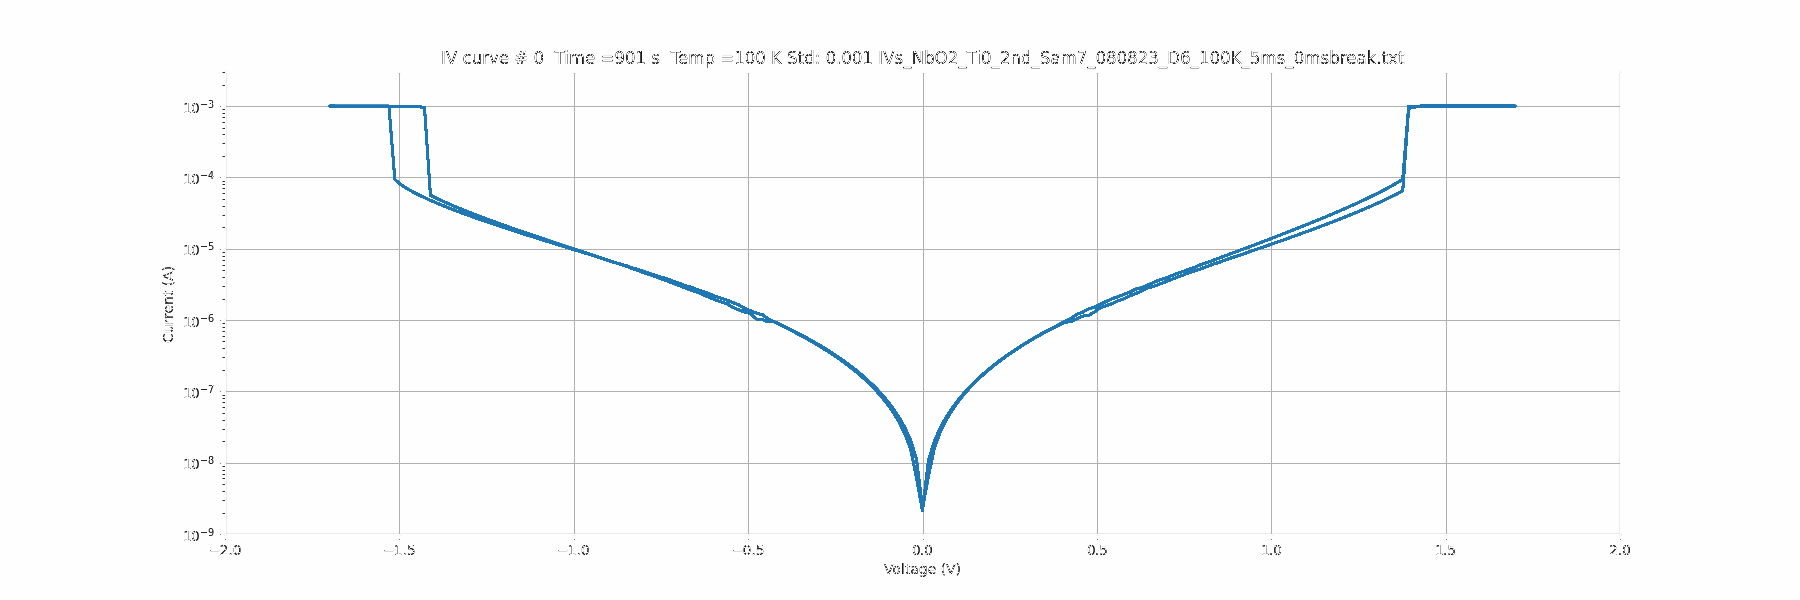 IV curve # 0 Time =901 s Temp =100 K Std: 0.001 IVs_NbO2_Ti0_2nd_Sam7_080823_D6_100K_5ms_0msbreak.txt
10−3
10−4
10−5
10−6
10−7
10−8
10−9
Current (A)
−2.0 −1.5 −1.0 −0.5 0.0 0.5 1.0 1.5 2.0
Voltage (V)